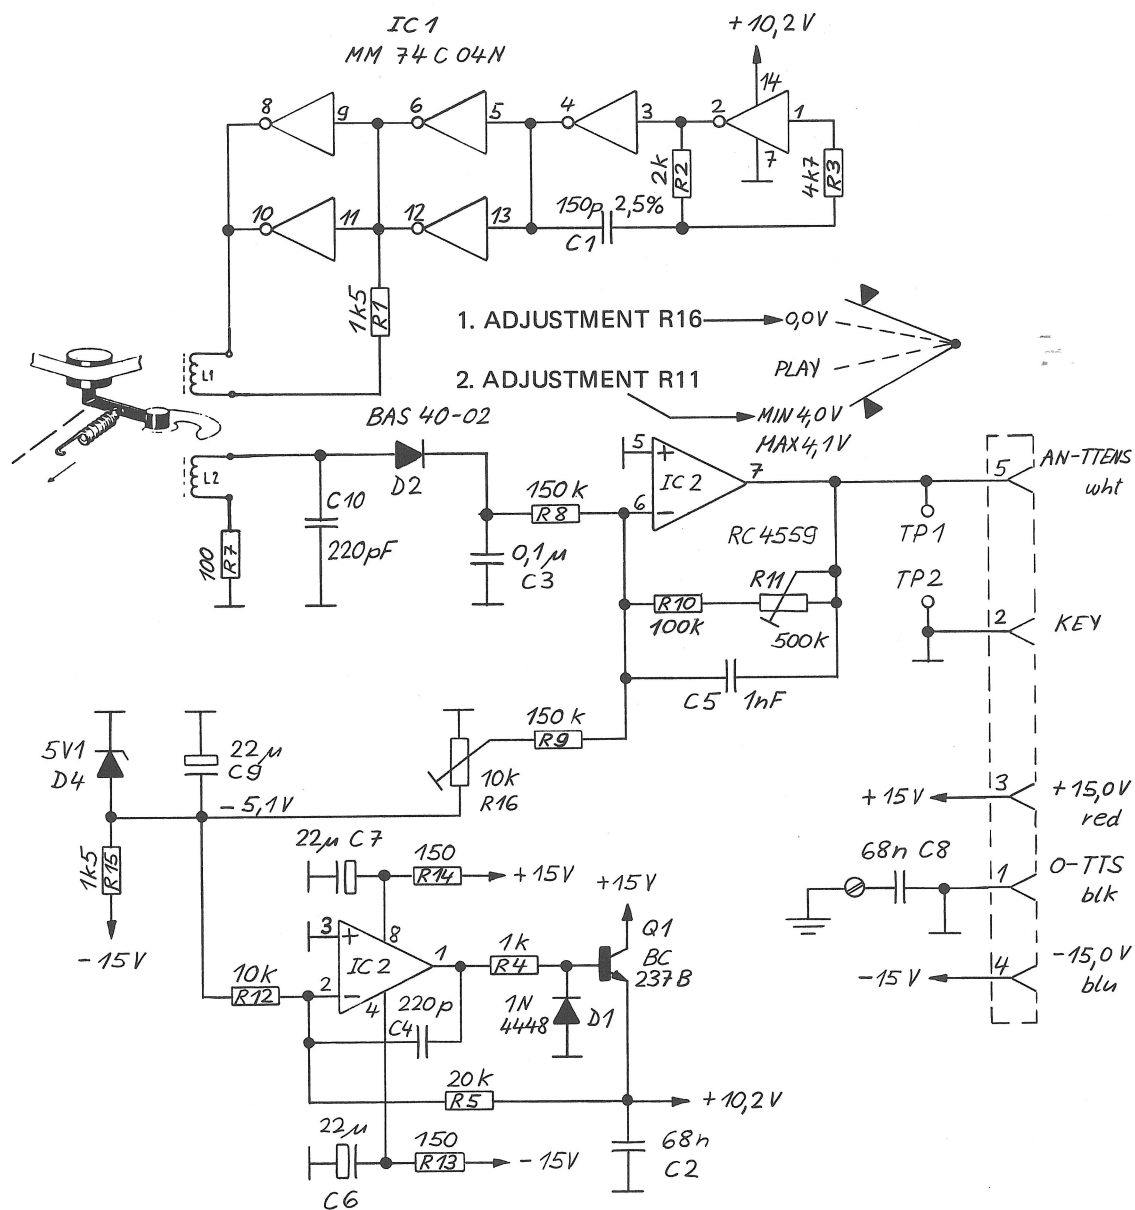 IC 1
MM 74 C 04N
+10,2V
14
8
9
6
5
4
3
2
1
7
2k
R2
4k7
R3
10
11
12
13
150p 2,5%
C1
1k5
R1
1. ADJUSTMENT R16
0,0V
PLAY
2. ADJUSTMENT R11
MIN 4,0V
MAX 4,1V
L1
BAS 40-02
D2
L2
C10
220pF
100
R7
150 k
R8
0,1µ
C3
5
+
IC 2
7
6
−
RC4559
R11
R10
100k
500k
C5 1nF
TP1
TP2
5
AN-TTENS
wht
2
KEY
150 k
R9
10k
R16
5V1
D4
22µ
C9
-5,1V
1k5
R15
-15V
+15V
3
+15,0V
red
68n C8
1
0-TTS
blk
-15V
4
-15,0V
blu
22µ C7
150
R14
+15V
+15V
3
+
8
IC 2
1
2
−
4
10k
R12
220p
C4
1k
R4
Q1
BC
237B
1N
4448
D1
20k
R5
+10,2V
22µ
C6
150
R13
-15V
68n
C2